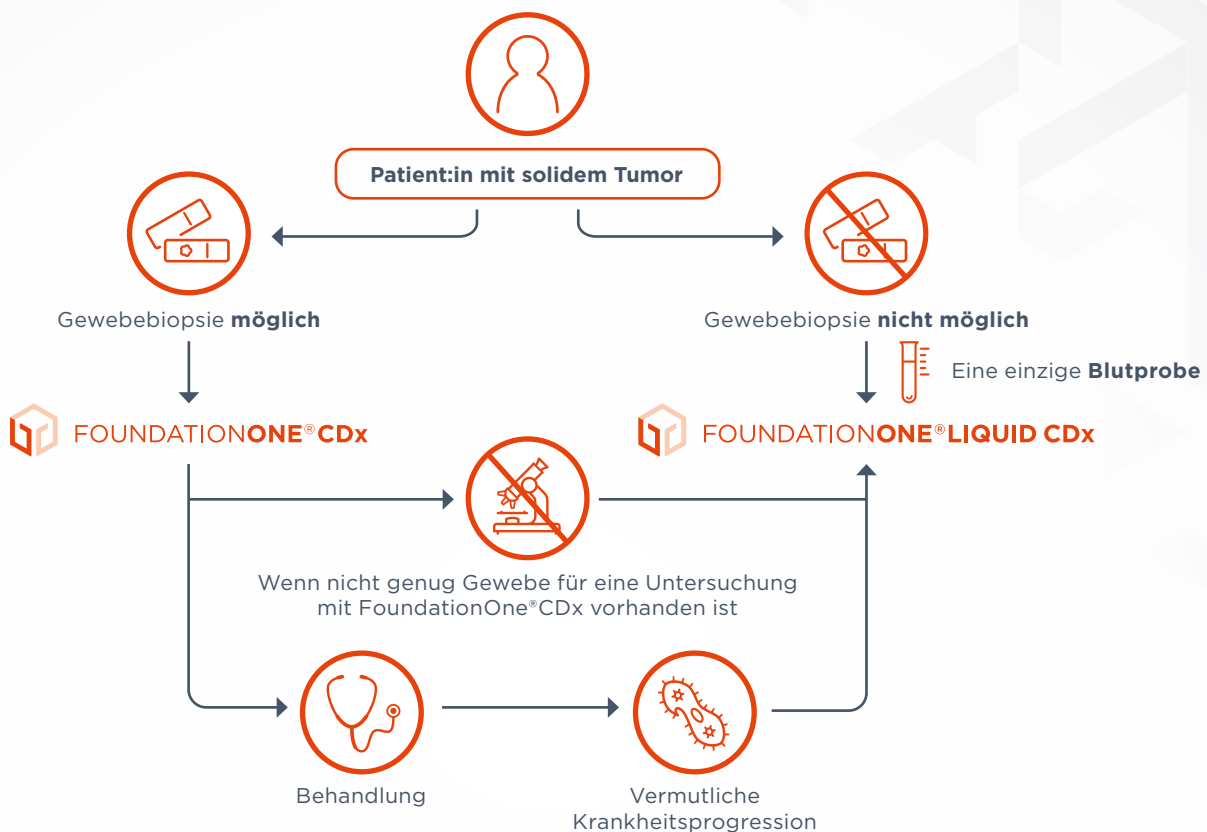 Patient:in mit solidem Tumor
Gewebebiopsie möglich
Gewebebiopsie nicht möglich
Eine einzige Blutprobe
FOUNDATIONONE®CDx
FOUNDATIONONE®LIQUID CDx
Wenn nicht genug Gewebe für eine Untersuchung
mit FoundationOne®CDx vorhanden ist
Behandlung
Vermutliche
Krankheitsprogression